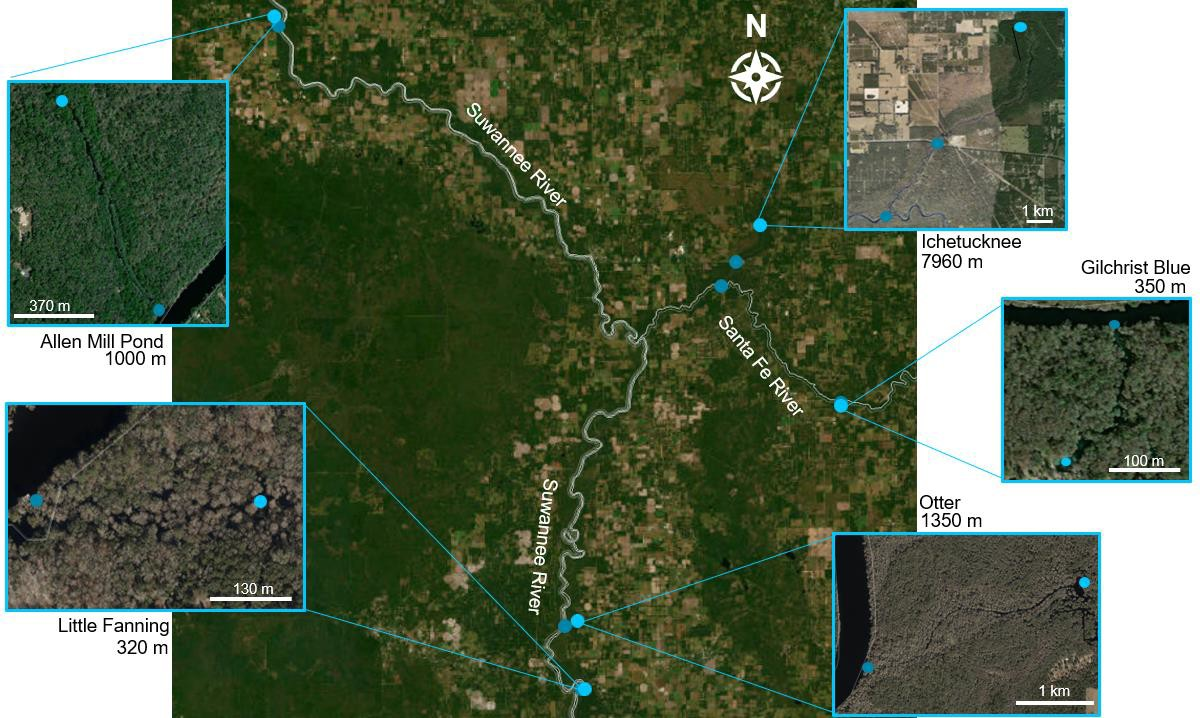 N
Suwannee River
1 km
Ichetucknee
7960 m
Gilchrist Blue
350 m
370 m
Allen Mill Pond
1000 m
Santa Fe River
100 m
130 m
Little Fanning
320 m
Suwannee River
Otter
1350 m
1 km